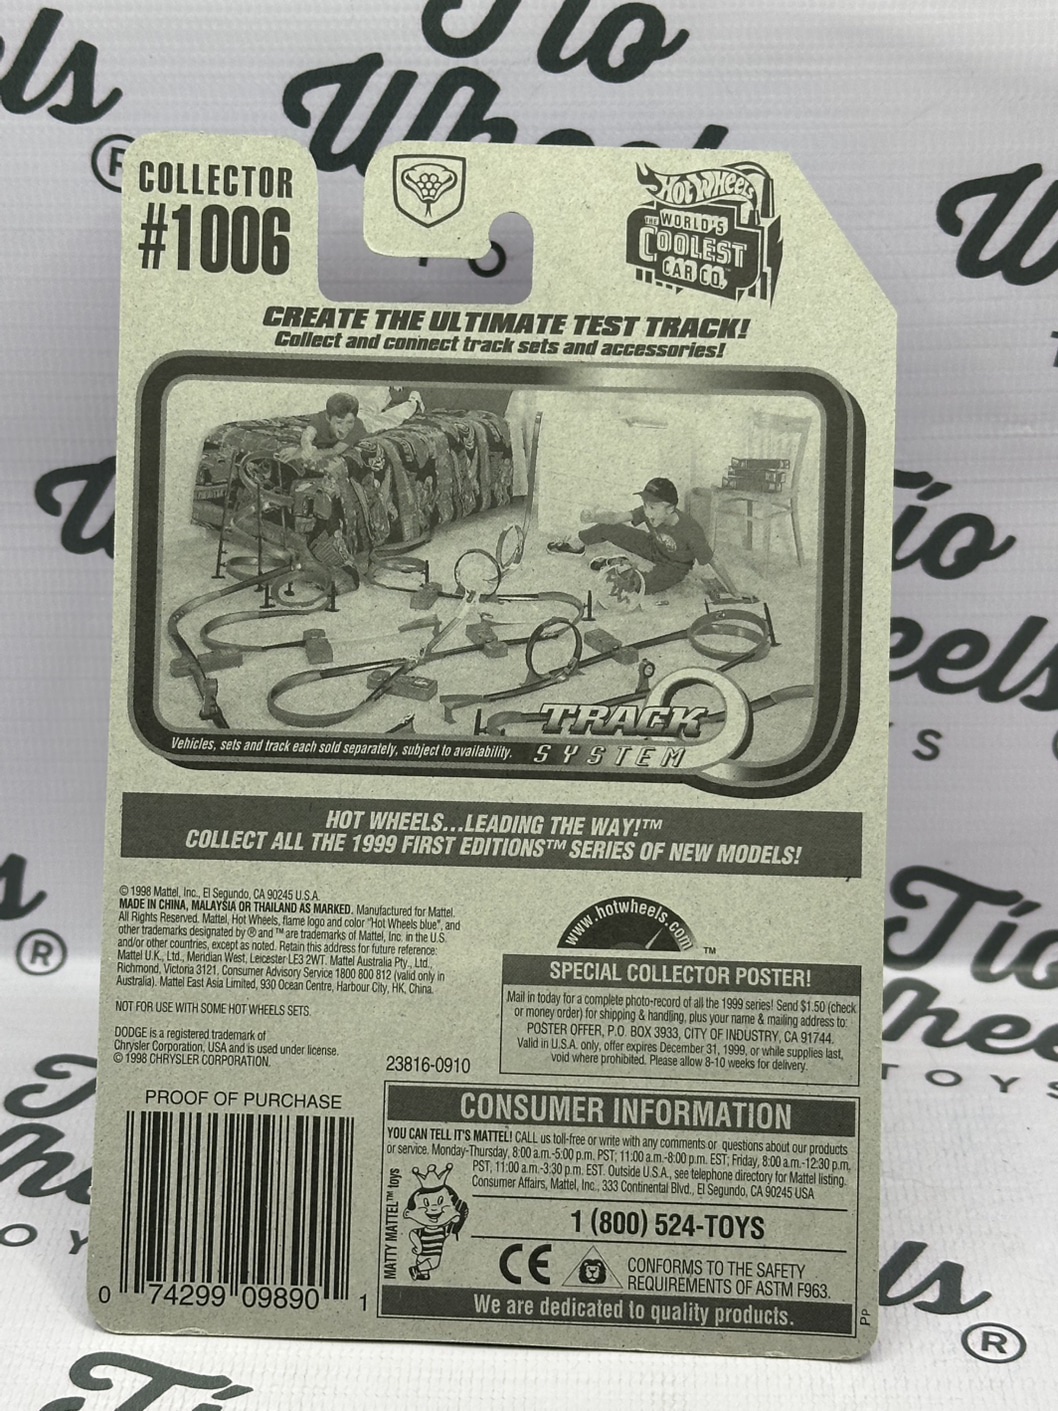 Tio
Wheels
els
®
Wheels
T
Tio
eels
YS
Tio
TOYS
els
®
®
OY
COLLECTOR
#1006
HOT WHEELS
THE WORLD'S
COOLEST
CAR CO.™
CREATE THE ULTIMATE TEST TRACK!
Collect and connect track sets and accessories!
Vehicles, sets and track each sold separately, subject to availability.
TRACK
SYSTEM
HOT WHEELS...LEADING THE WAY!™
COLLECT ALL THE 1999 FIRST EDITIONS™ SERIES OF NEW MODELS!
© 1998 Mattel, Inc., El Segundo, CA 90245 U.S.A.
MADE IN CHINA, MALAYSIA OR THAILAND AS MARKED. Manufactured for Mattel.
All Rights Reserved. Mattel, Hot Wheels, flame logo and color "Hot Wheels blue", and
other trademarks designated by ® and ™ are trademarks of Mattel, Inc. in the U.S.
and/or other countries, except as noted. Retain this address for future reference:
Mattel U.K., Ltd., Meridian West, Leicester LE3 2WT. Mattel Australia Pty., Ltd.,
Richmond, Victoria 3121. Consumer Advisory Service 1800 800 812 (valid only in
Australia). Mattel East Asia Limited, 930 Ocean Centre, Harbour City, HK, China.
NOT FOR USE WITH SOME HOT WHEELS SETS.
DODGE is a registered trademark of
Chrysler Corporation, USA and is used under license.
© 1998 CHRYSLER CORPORATION.
23816-0910
www.hotwheels.com
™
SPECIAL COLLECTOR POSTER!
Mail in today for a complete photo-record of all the 1999 series! Send $1.50 (check
or money order) for shipping & handling, plus your name & mailing address to:
POSTER OFFER, P.O. BOX 3933, CITY OF INDUSTRY, CA 91744.
Valid in U.S.A. only, offer expires December 31, 1999, or while supplies last,
void where prohibited. Please allow 8-10 weeks for delivery.
PROOF OF PURCHASE
0 74299 09890 1
CONSUMER INFORMATION
YOU CAN TELL IT'S MATTEL! CALL us toll-free or write with any comments or questions about our products
or service. Monday-Thursday, 8:00 a.m.-5:00 p.m. PST; 11:00 a.m.-8:00 p.m. EST; Friday, 8:00 a.m.-12:30 p.m.
PST, 11:00 a.m.-3:30 p.m. EST. Outside U.S.A., see telephone directory for Mattel listing.
Consumer Affairs, Mattel, Inc., 333 Continental Blvd., El Segundo, CA 90245 USA
MATTY MATTEL™ toys
1 (800) 524-TOYS
CE
CONFORMS TO THE SAFETY
REQUIREMENTS OF ASTM F963.
We are dedicated to quality products.
PP